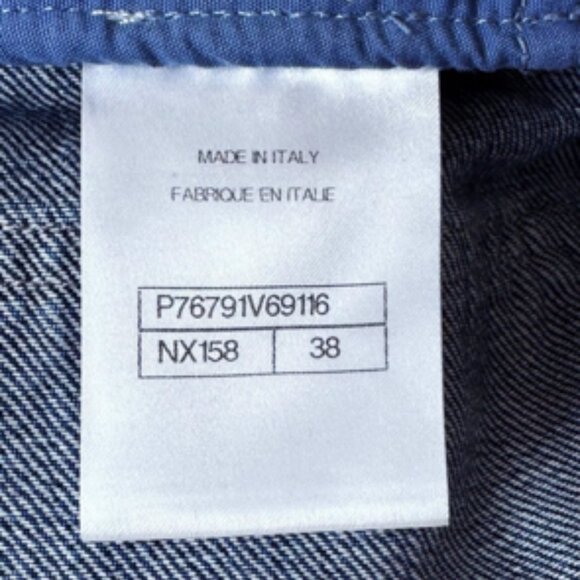 MADE IN ITALY
FABRIQUE EN ITALIE
P76791V69116
NX158 38